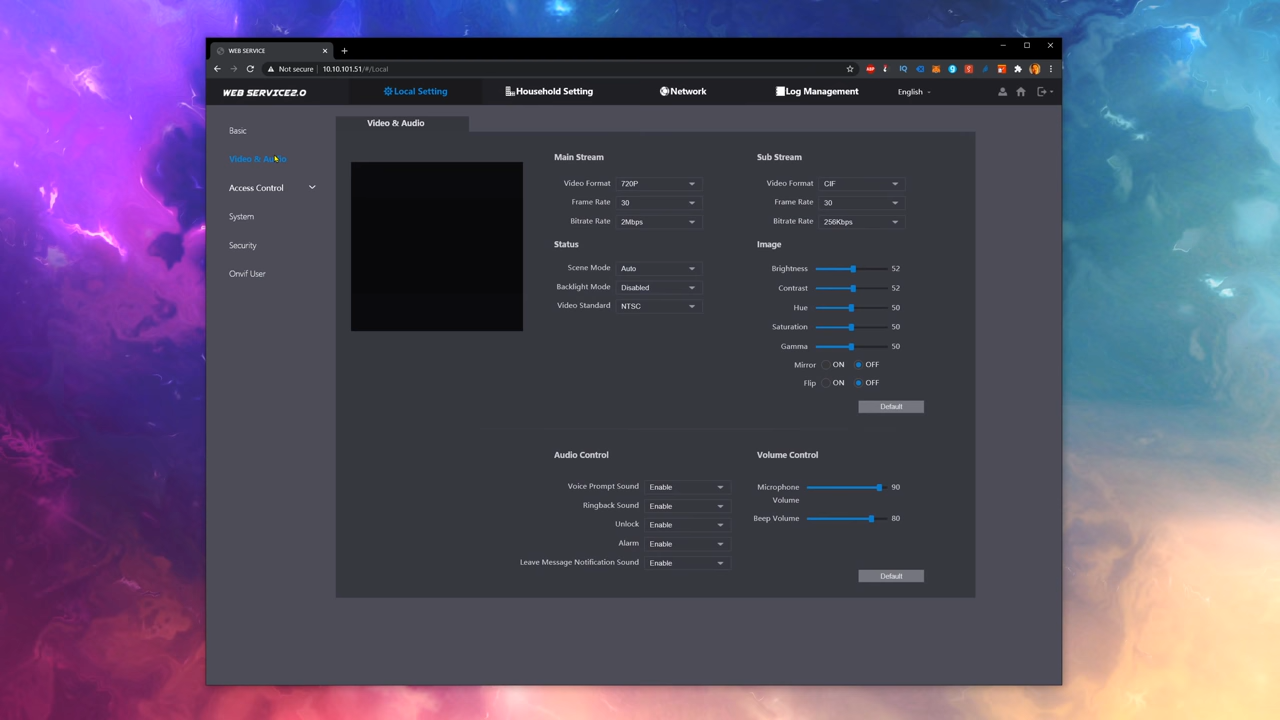 WEB SERVICE
Not secure 10.10.101.51/#/Local
WEB SERVICE2.0 Local Setting Household Setting Network Log Management English
Basic
Video & Audio
Access Control
System
Security
Onvif User
Video & Audio
Main Stream
Video Format 720P
Frame Rate 30
Bitrate Rate 2Mbps
Status
Scene Mode Auto
Backlight Mode Disabled
Video Standard NTSC
Sub Stream
Video Format CIF
Frame Rate 30
Bitrate Rate 256Kbps
Image
Brightness 52
Contrast 52
Hue 50
Saturation 50
Gamma 50
Mirror ON OFF
Flip ON OFF
Default
Audio Control
Voice Prompt Sound Enable
Ringback Sound Enable
Unlock Enable
Alarm Enable
Leave Message Notification Sound Enable
Volume Control
Microphone 90
Volume
Beep Volume 80
Default